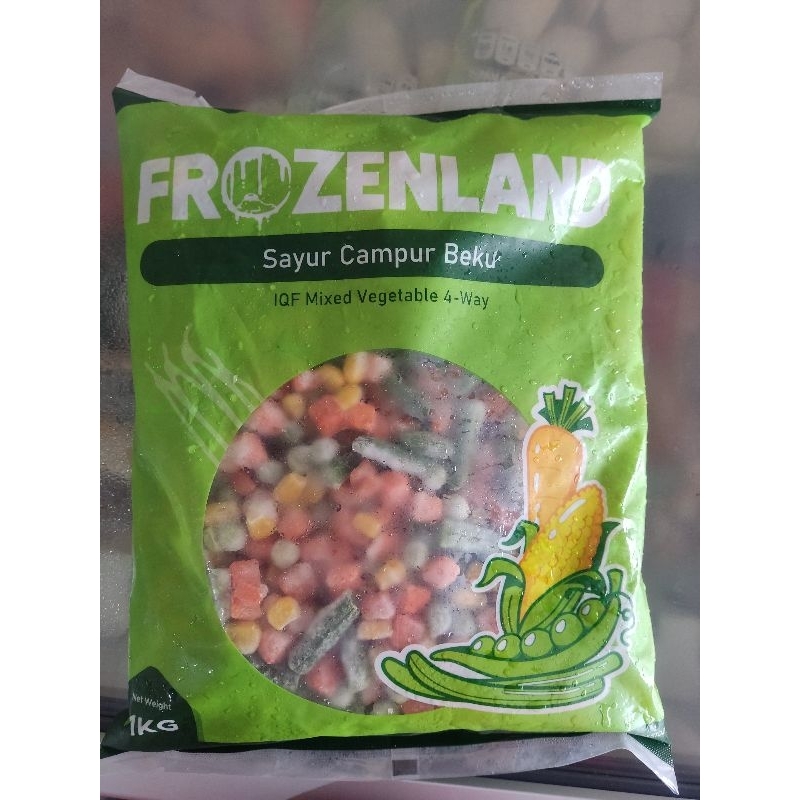 FROZENLAND
Sayur Campur Beku
IQF Mixed Vegetable 4-Way
Net Weight
1KG